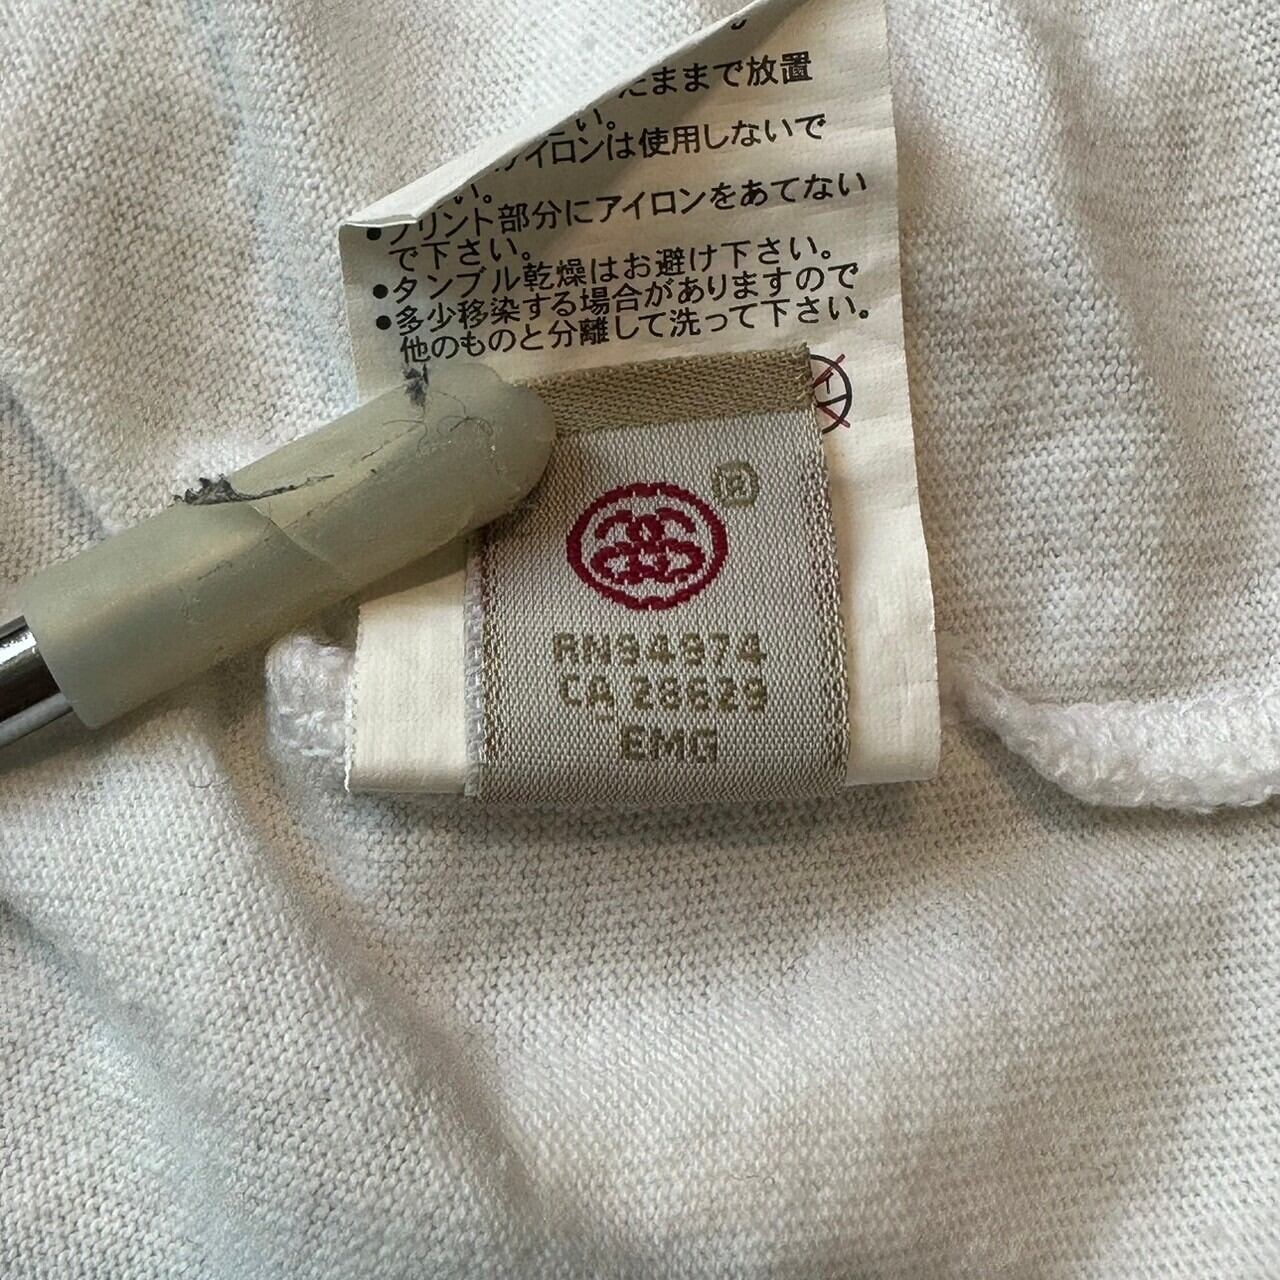 たままで放置
い。
アイロンは使用しないで
い。
●プリント部分にアイロンをあてない
で下さい。
●タンブル乾燥はお避け下さい。
●多少移染する場合がありますので
他のものと分離して洗って下さい。
®
RN94974
CA 28629
EMG